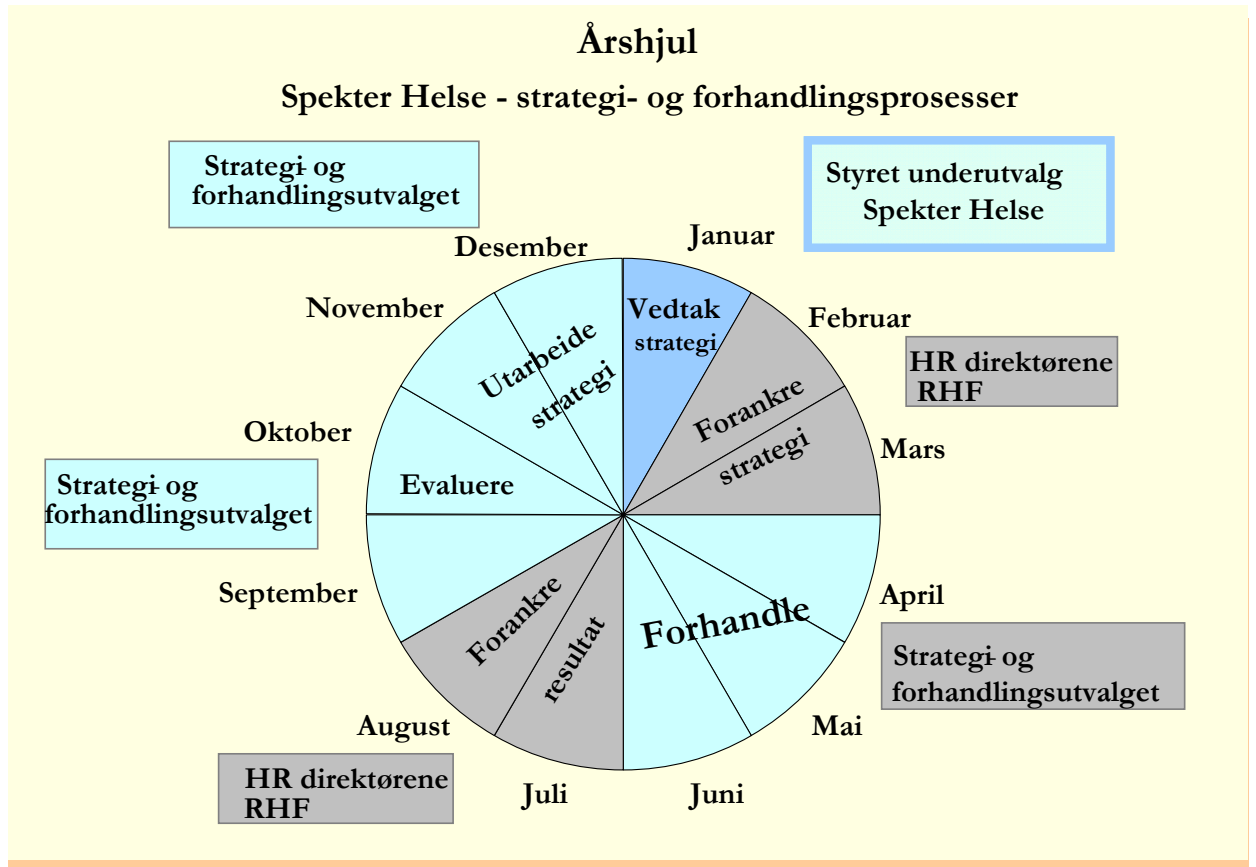 Årshjul
Spekter Helse - strategi- og forhandlingsprosesser
Strategi- og
forhandlingsutvalget
Styret underutvalg
Spekter Helse
Januar
Desember
Februar
November
Vedtak
strategi
Utarbeide
strategi
HR direktørene
RHF
Forankre
strategi
Mars
Oktober
Evaluere
Strategi- og
forhandlingsutvalget
September
April
Forhandle
Forankre
resultat
Strategi- og
forhandlingsutvalget
August
Mai
HR direktørene
RHF
Juli
Juni